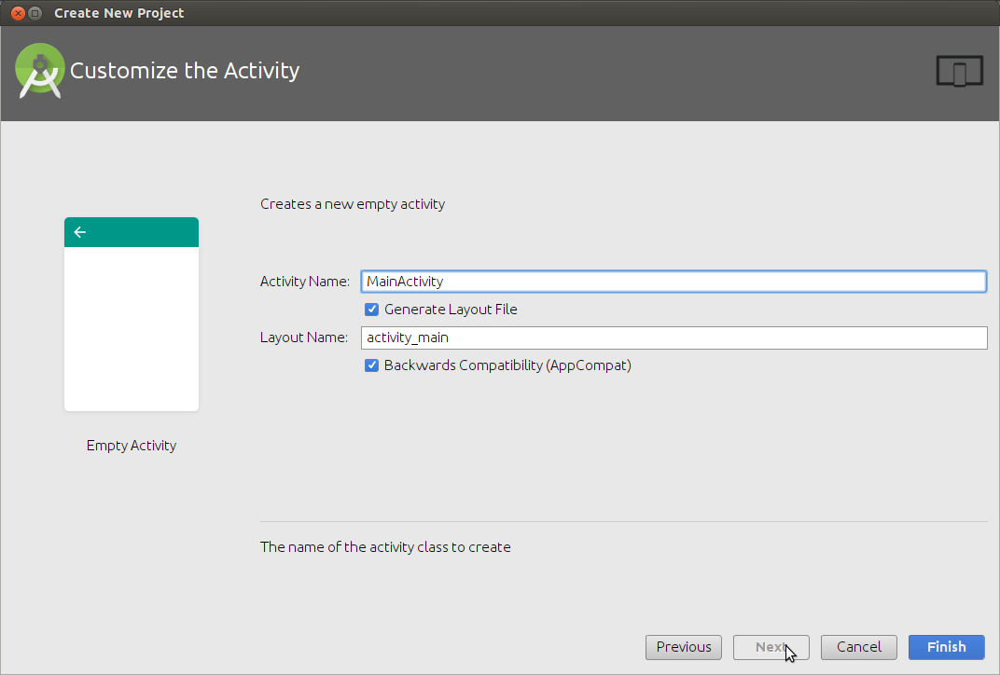 Create New Project
Customize the Activity
Creates a new empty activity
Activity Name: MainActivity
Generate Layout File
Layout Name: activity_main
Backwards Compatibility (AppCompat)
Empty Activity
The name of the activity class to create
Previous Next Cancel Finish